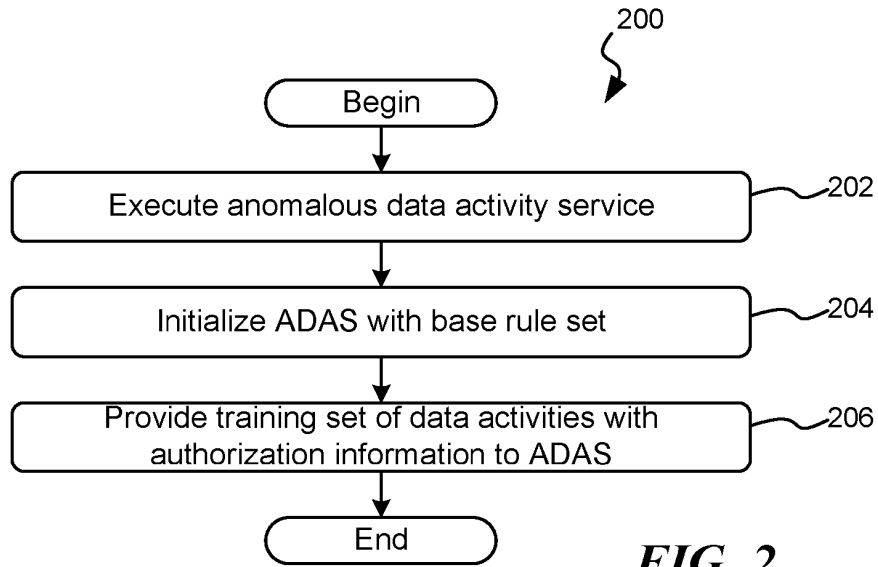 200
Begin
Execute anomalous data activity service
202
Initialize ADAS with base rule set
204
Provide training set of data activities with
authorization information to ADAS
206
End
FIG. 2